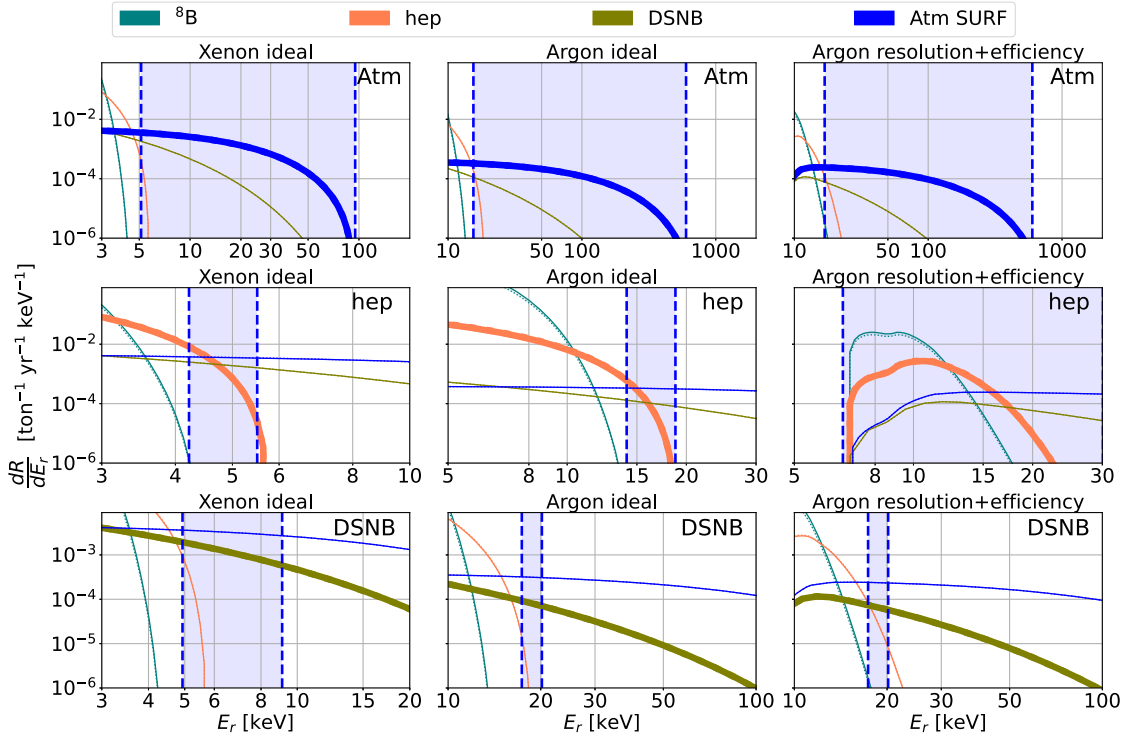 ⁸B hep DSNB Atm SURF
Xenon ideal Argon ideal Argon resolution+efficiency
Atm Atm Atm
10⁻²
10⁻⁴
10⁻⁶
3 5 10 20 30 50 100 10 50 100 1000 10 50 100 1000
Xenon ideal Argon ideal Argon resolution+efficiency
hep hep hep
10⁻²
10⁻⁴
10⁻⁶
3 4 5 6 10 5 10 20 30 5 8 10 15 20 30
dR/dEᵣ [ton⁻¹ yr⁻¹ keV⁻¹]
Xenon ideal Argon ideal Argon resolution+efficiency
DSNB DSNB DSNB
10⁻³
10⁻⁴
10⁻⁵
10⁻⁶
3 4 5 6 8 10 20 10 20 30 50 100 10 20 30 50 100
Eᵣ [keV] Eᵣ [keV] Eᵣ [keV]